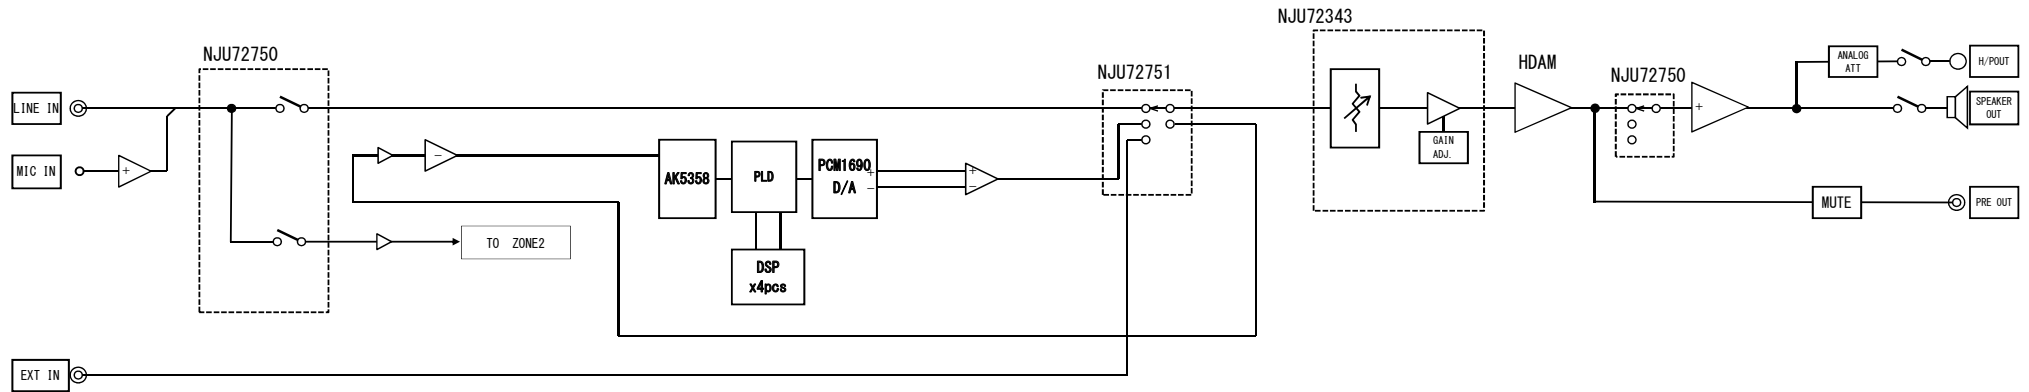 NJU72343
NJU72750
NJU72751
HDAM
NJU72750
ANALOG
ATT
H/POUT
LINE IN
SPEAKER
OUT
MIC IN
GAIN
ADJ.
AK5358
PLD
PCM1690
D/A
+
-
+
-
+
-
+
MUTE
PRE OUT
TO ZONE2
DSP
x4pcs
EXT IN